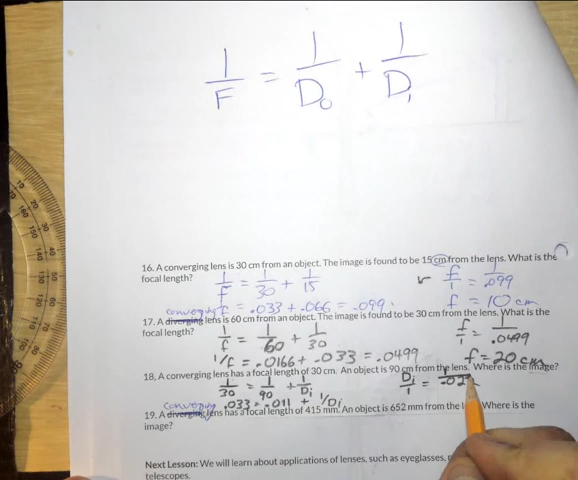 1/F = 1/D₀ + 1/Dᵢ
16. A converging lens is 30 cm from an object. The image is found to be 15 cm from the lens. What is the
focal length? 1/f = 1/30 + 1/15 f/1 = 1/.099
1/f = .033 + .066 = .099 f = 10 cm
converging
17. A diverging lens is 60 cm from an object. The image is found to be 30 cm from the lens. What is the
focal length? 1/f = 1/60 + 1/30 f/1 = 1/.0499
1/f = .0166 + .033 = .0499 f = 20 cm
18. A converging lens has a focal length of 30 cm. An object is 90 cm from the lens. Where is the image?
1/30 = 1/90 + 1/Di Di/1 = 1/.02
.033 = .011 + 1/Di
converging
19. A diverging lens has a focal length of 415 mm. An object is 652 mm from the Where is the
image?
Next Lesson: We will learn about applications of lenses, such as eyeglasses,
telescopes.